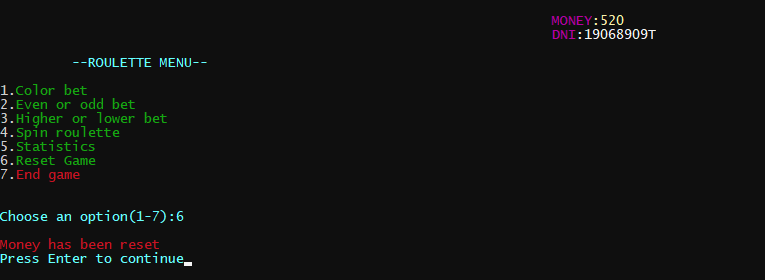 MONEY:520
DNI:19068909T
--ROULETTE MENU--
1.Color bet
2.Even or odd bet
3.Higher or lower bet
4.Spin roulette
5.Statistics
6.Reset Game
7.End game
Choose an option(1-7):6
Money has been reset
Press Enter to continue